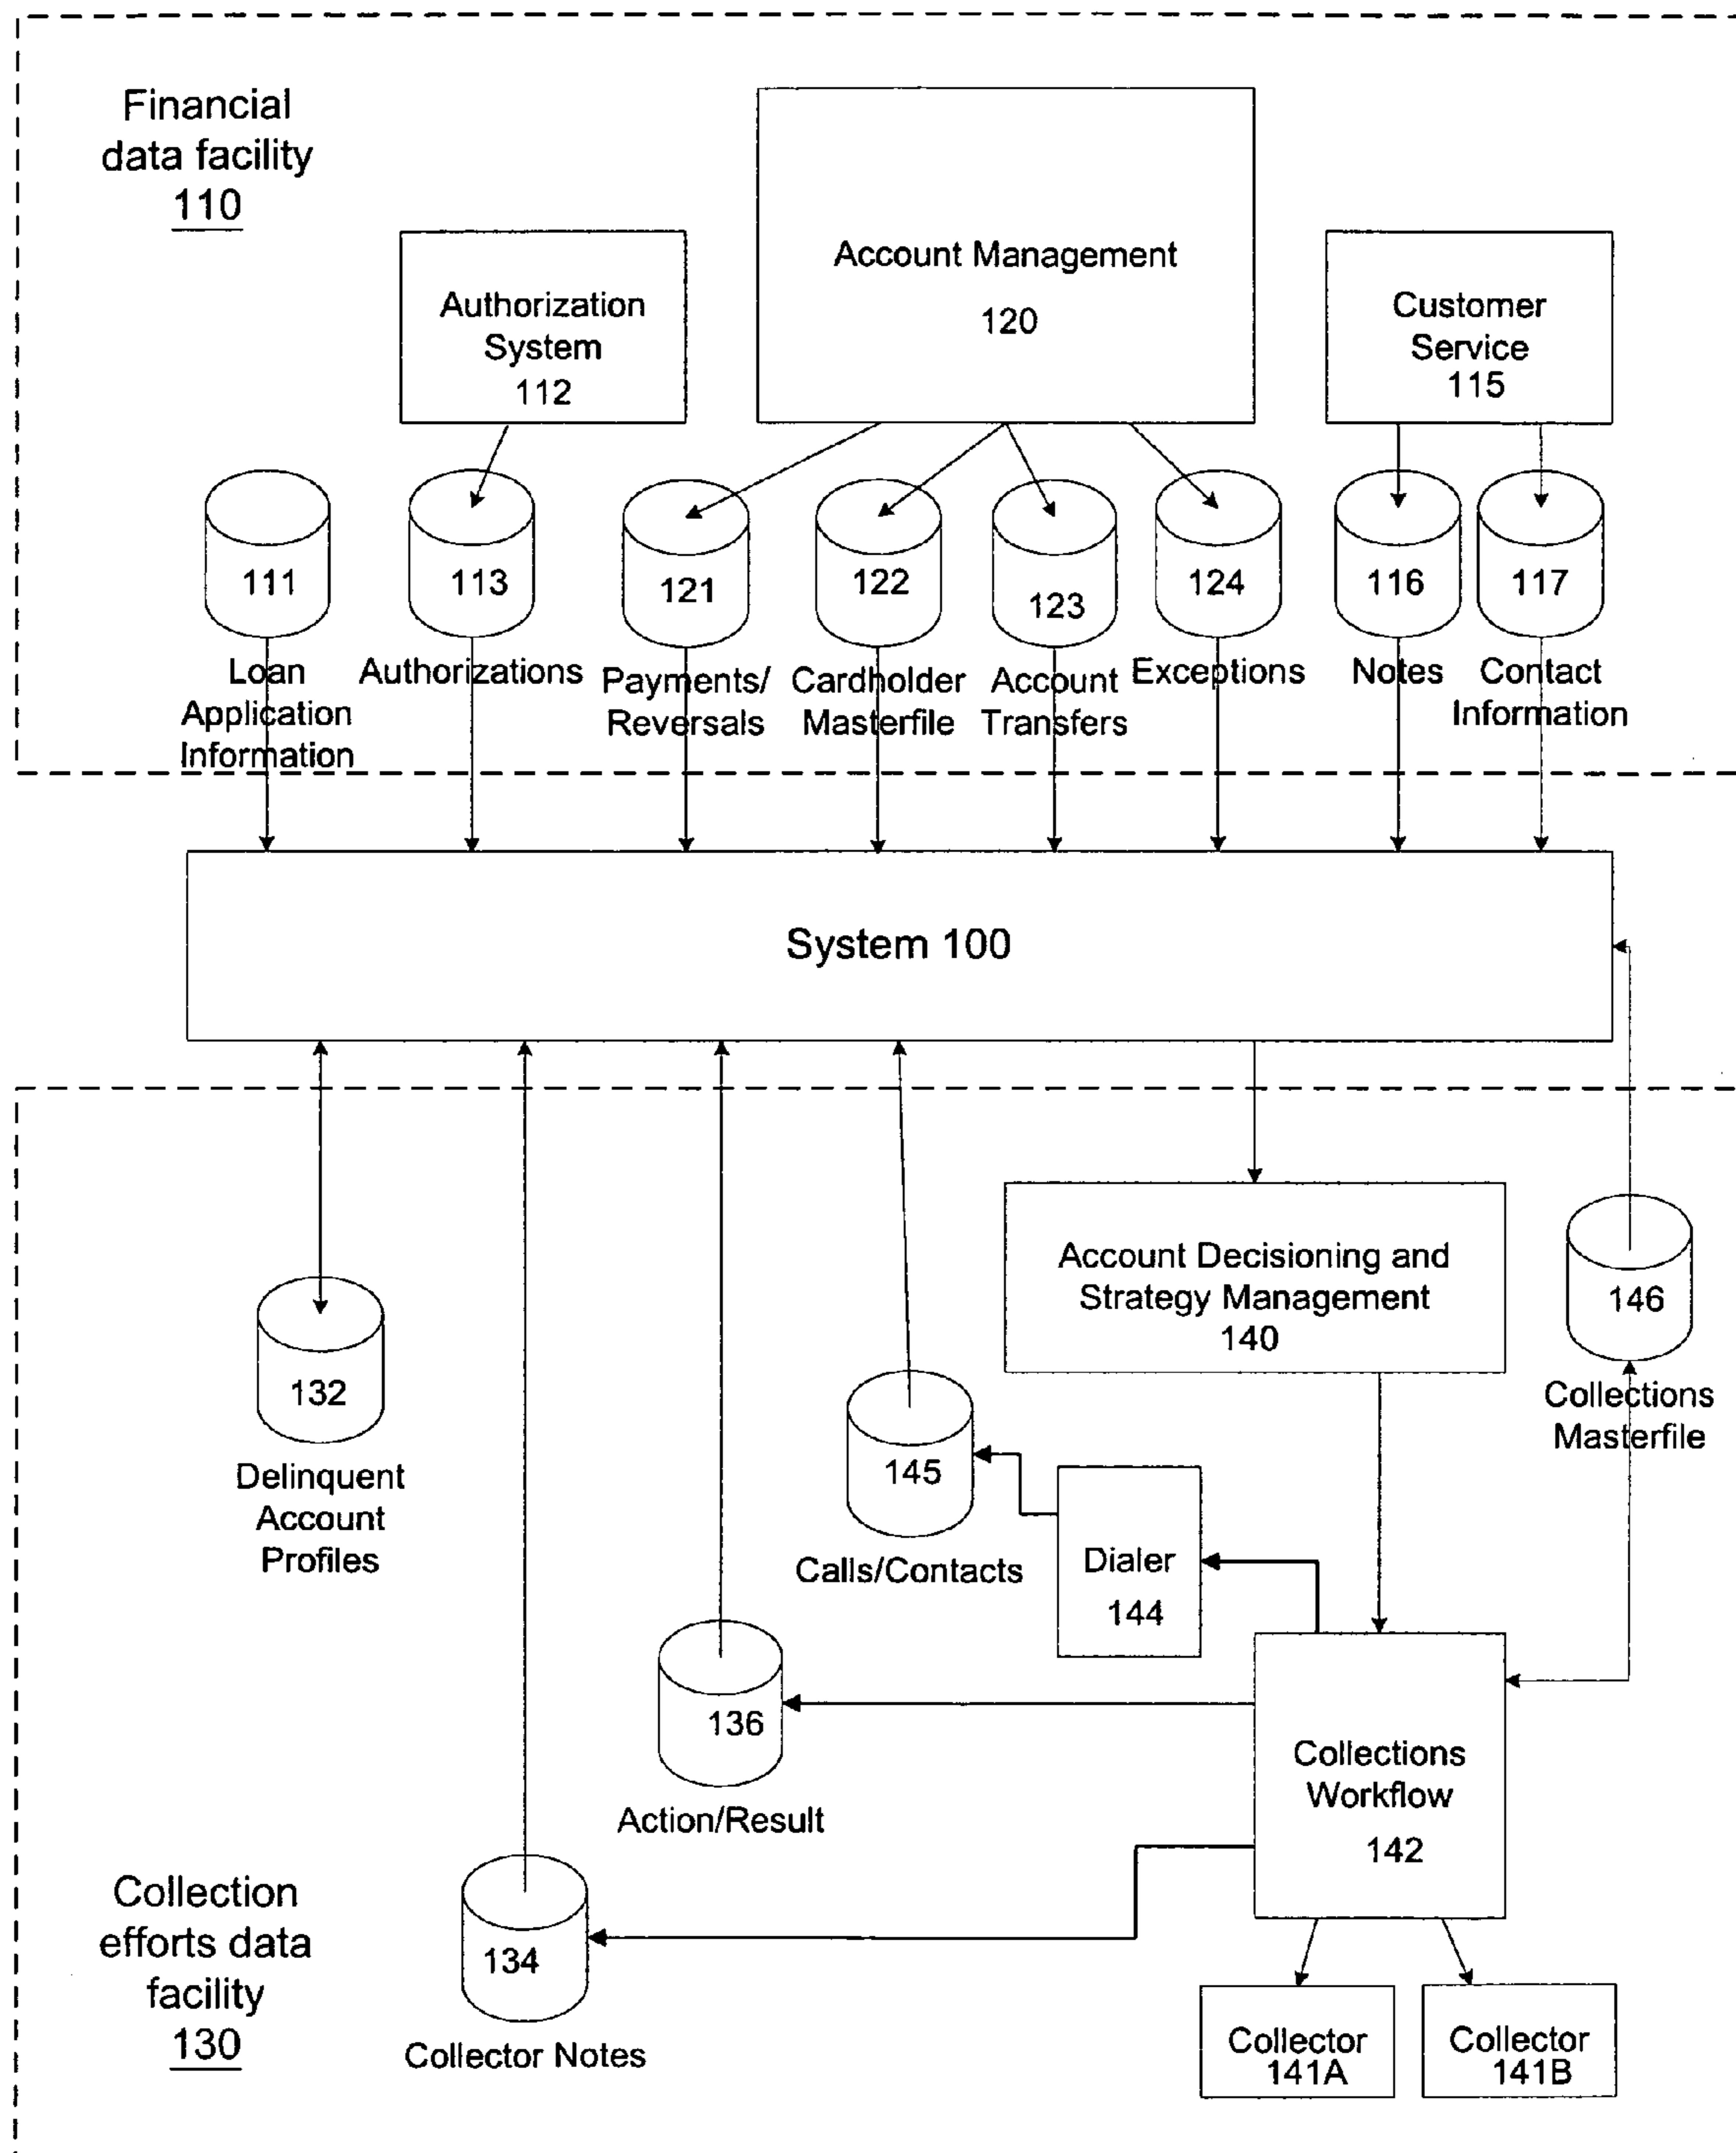 Financial
data facility
110
Account Management
120
Authorization
System
112
Customer
Service
115
111
113
121
122
123
124
116
117
Loan
Application
Information
Authorizations
Payments/
Reversals
Cardholder
Masterfile
Account
Transfers
Exceptions
Notes
Contact
Information
System 100
Account Decisioning and
Strategy Management
140
146
Collections
Masterfile
132
Delinquent
Account
Profiles
145
Calls/Contacts
Dialer
144
136
Action/Result
Collections
Workflow
142
Collection
efforts data
facility
130
134
Collector Notes
Collector
141A
Collector
141B